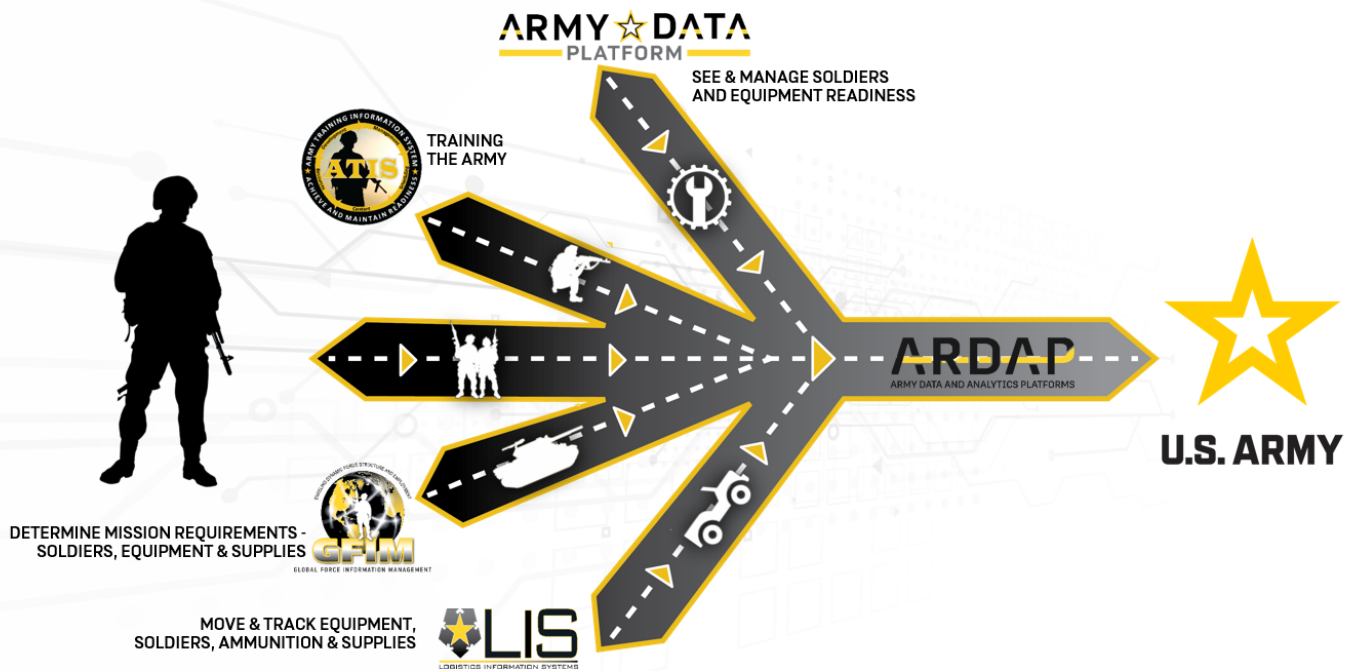 ARMY DATA
PLATFORM
SEE & MANAGE SOLDIERS
AND EQUIPMENT READINESS
ARMY TRAINING INFORMATION SYSTEM
ATIS
ACHIEVE AND MAINTAIN READINESS
TRAINING
THE ARMY
ARDAP
ARMY DATA AND ANALYTICS PLATFORMS
U.S. ARMY
DETERMINE MISSION REQUIREMENTS -
SOLDIERS, EQUIPMENT & SUPPLIES
GFIM
GLOBAL FORCE INFORMATION MANAGEMENT
MOVE & TRACK EQUIPMENT,
SOLDIERS, AMMUNITION & SUPPLIES
LIS
LOGISTICS INFORMATION SYSTEMS